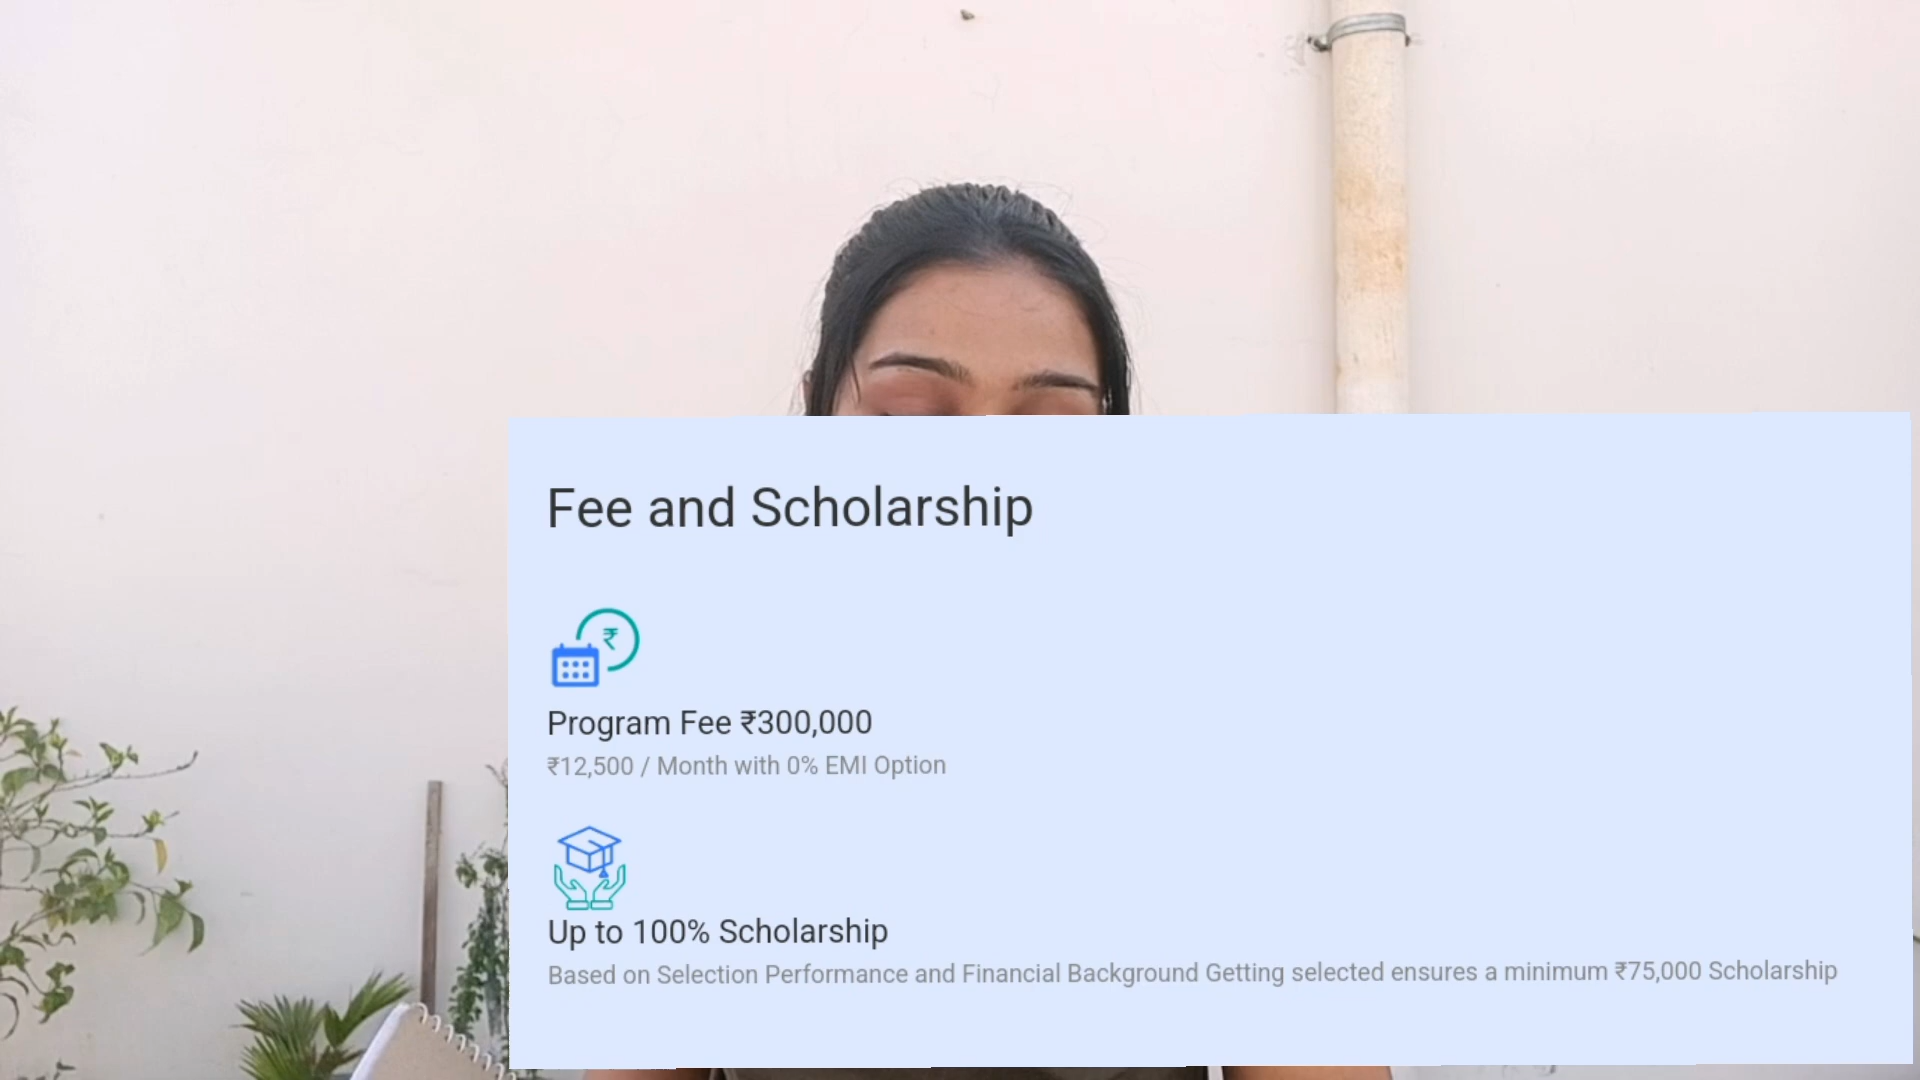 Fee and Scholarship
₹
Program Fee ₹300,000
₹12,500 / Month with 0% EMI Option
Up to 100% Scholarship
Based on Selection Performance and Financial Background Getting selected ensures a minimum ₹75,000 Scholarship